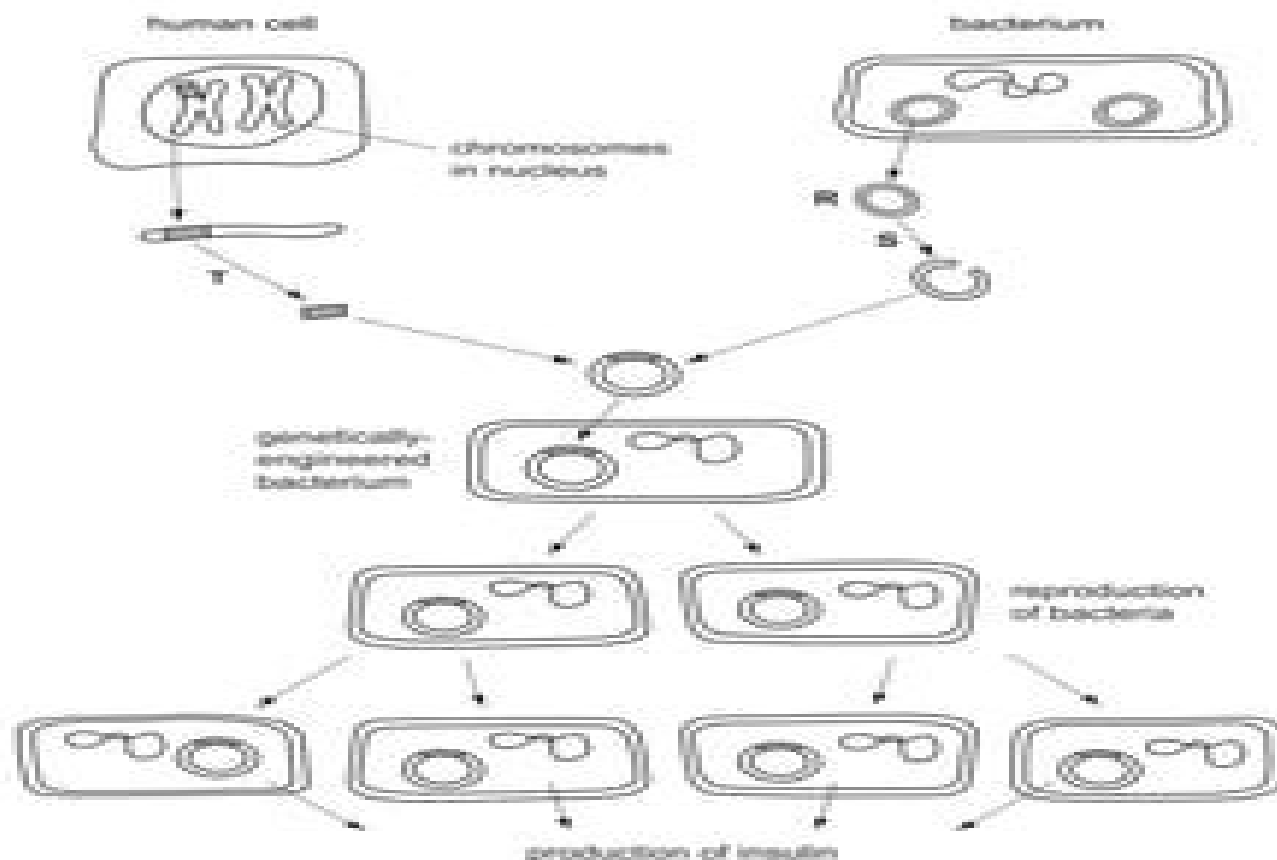 human cell
bacterium
chromosomes
in nucleus
R
S
T
genetically-
engineered
bacterium
reproduction
of bacteria
production of insulin